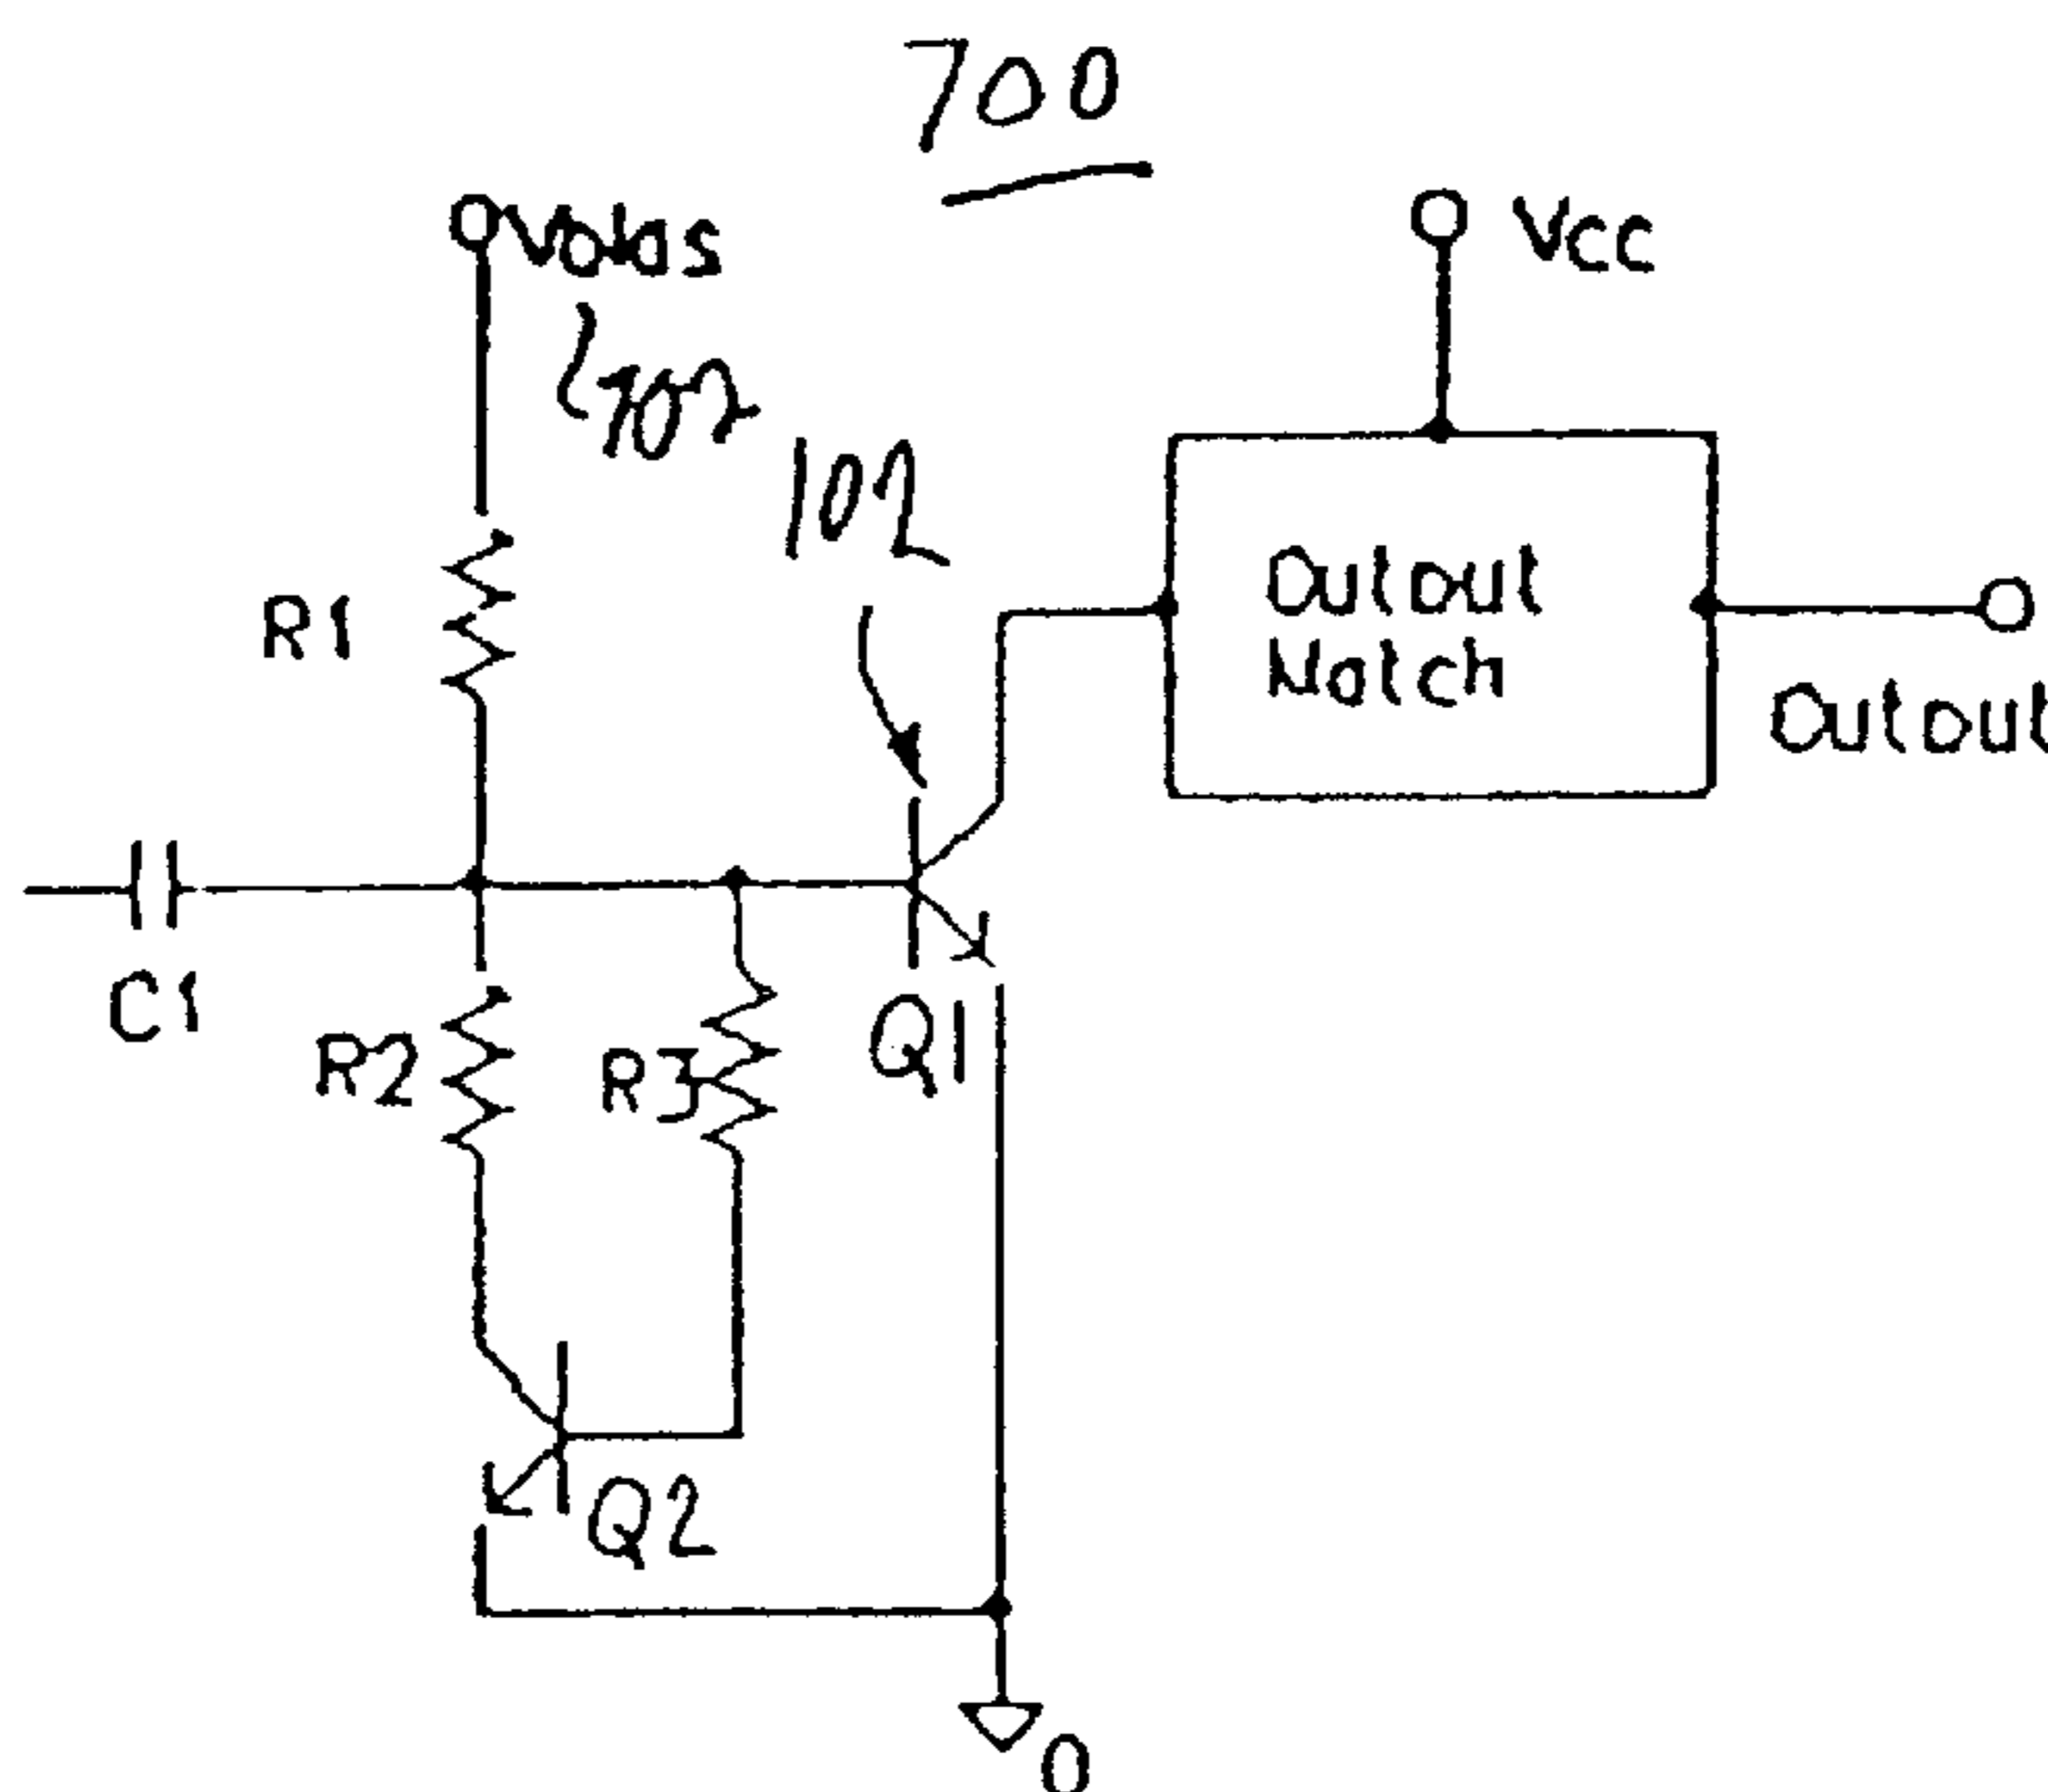 700
Vbias
702
VCC
102
R1
Output
Match
Output
C1
R2
R3
Q1
Q2
0